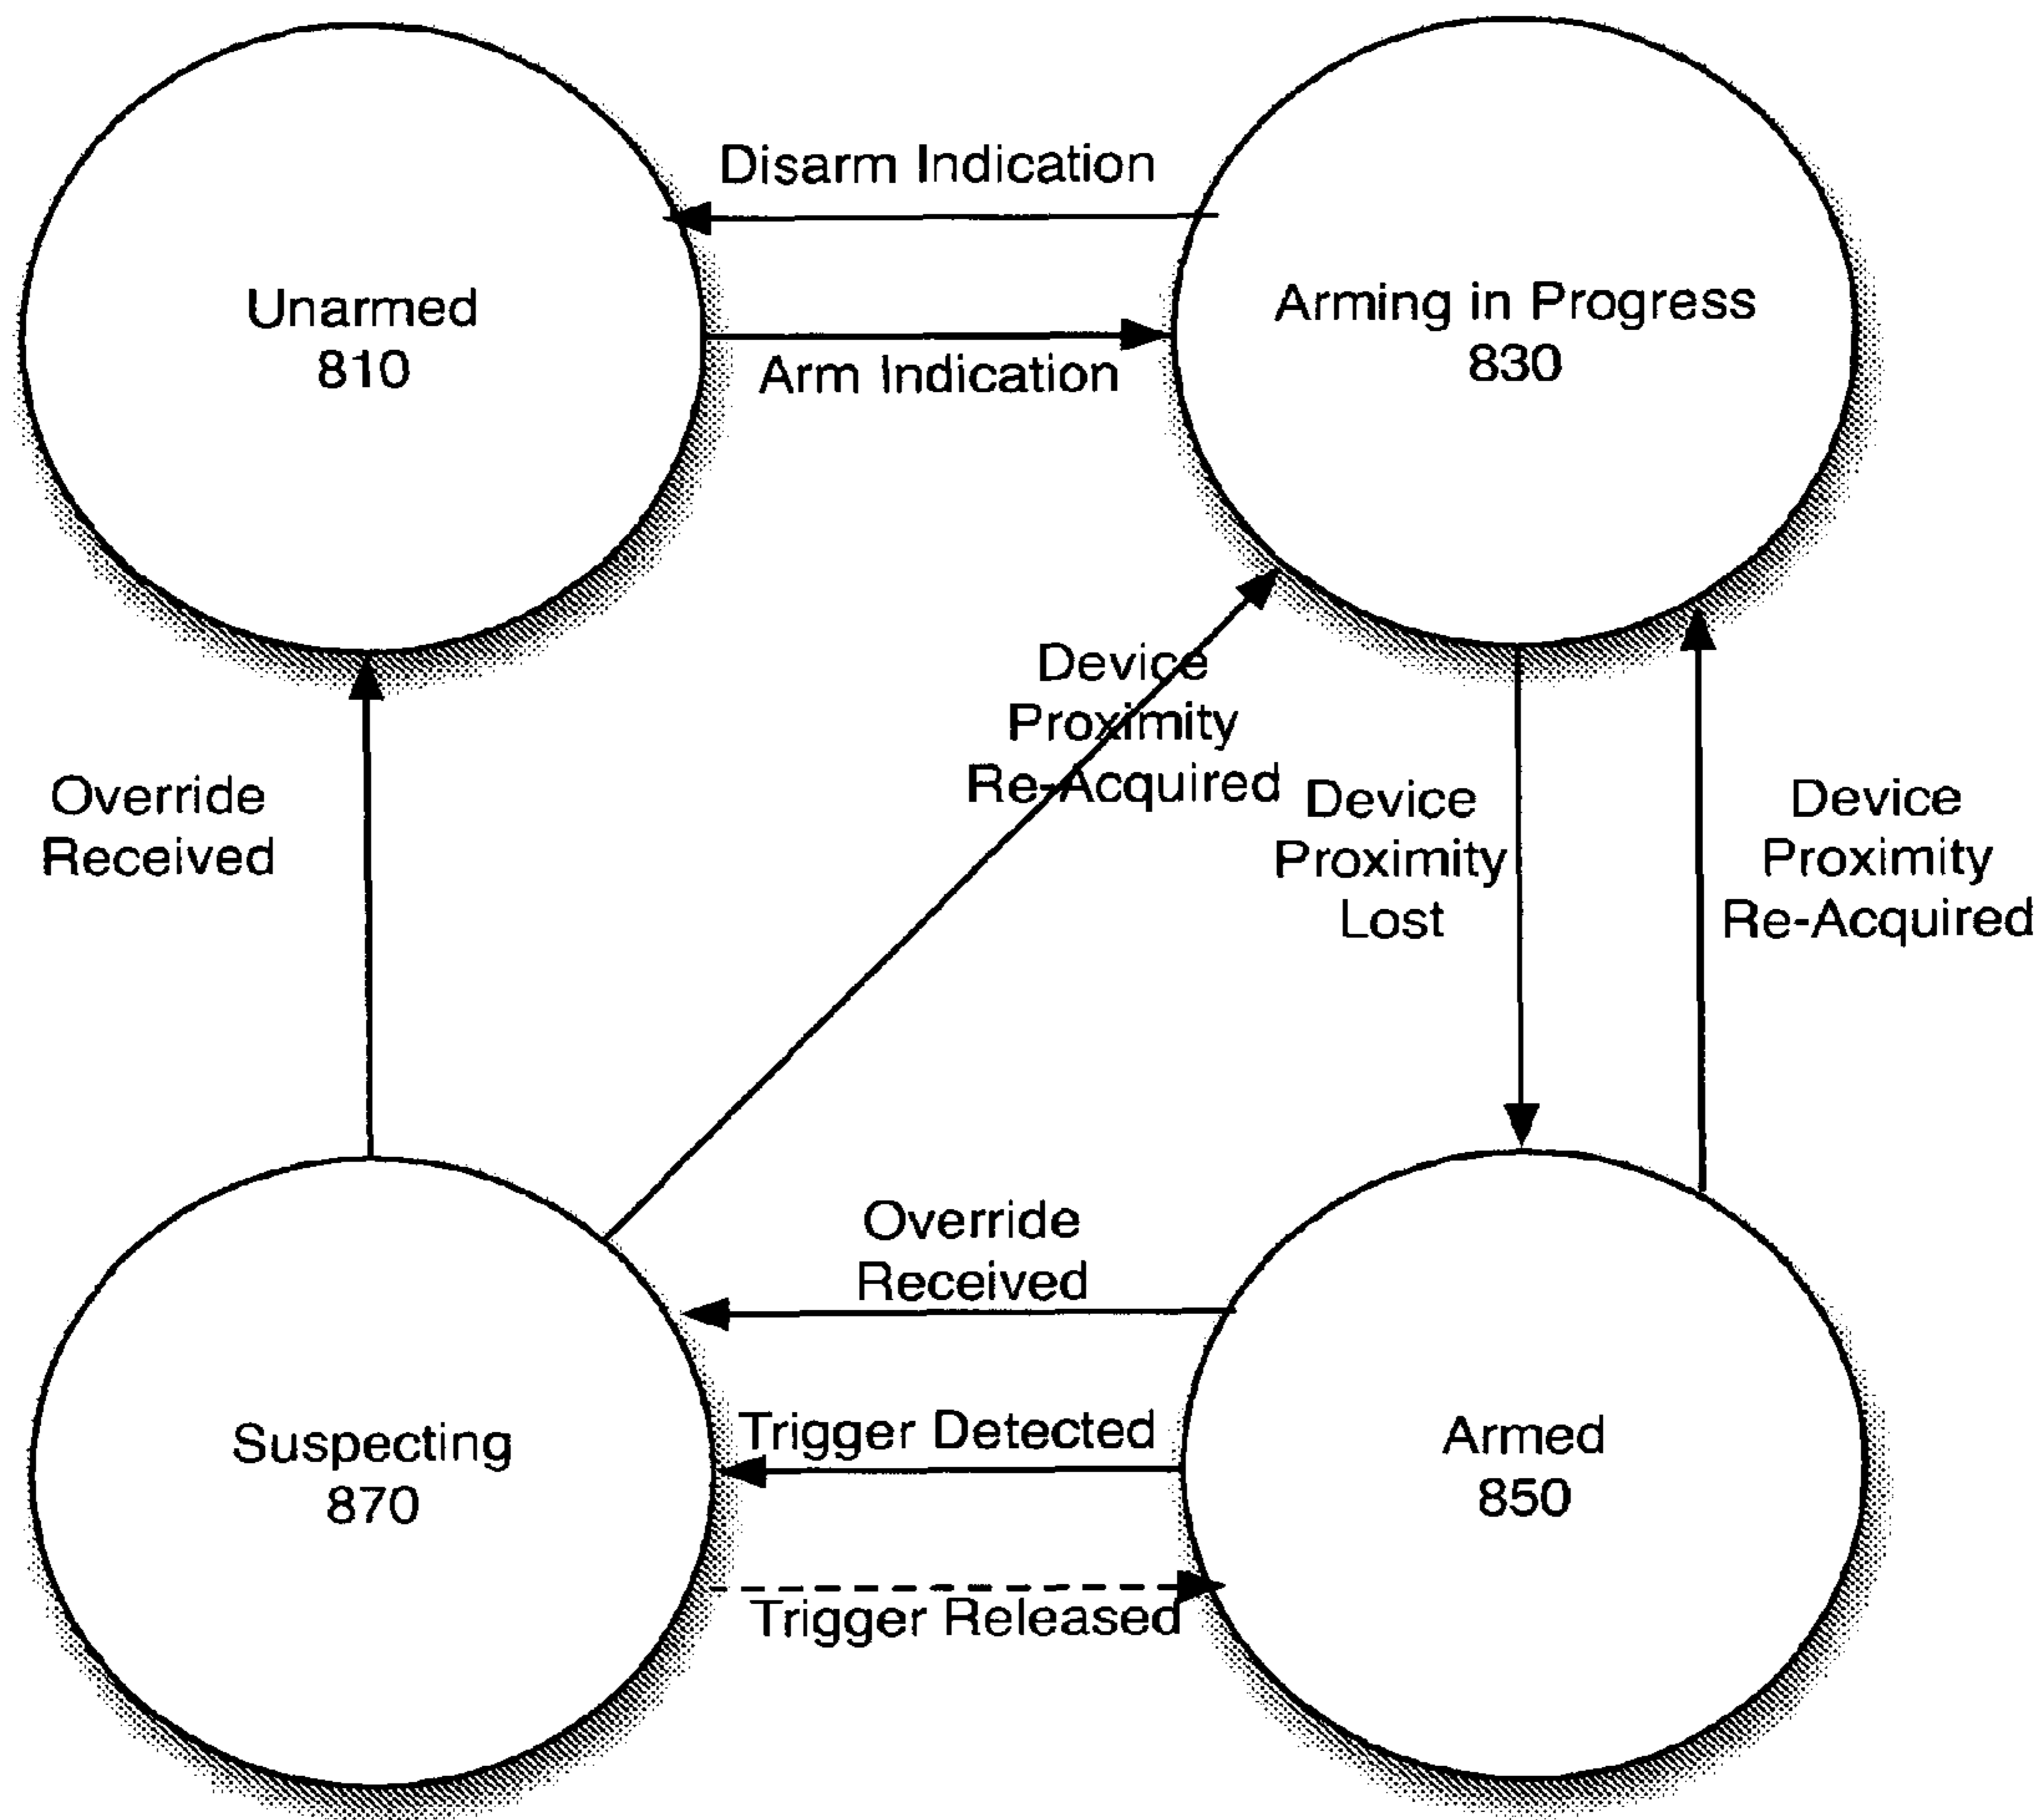 Disarm Indication
Unarmed
810
Arming in Progress
830
Arm Indication
Device
Proximity
Re-Acquired
Override
Received
Device
Proximity
Lost
Device
Proximity
Re-Acquired
Override
Received
Trigger Detected
Suspecting
870
Armed
850
Trigger Released